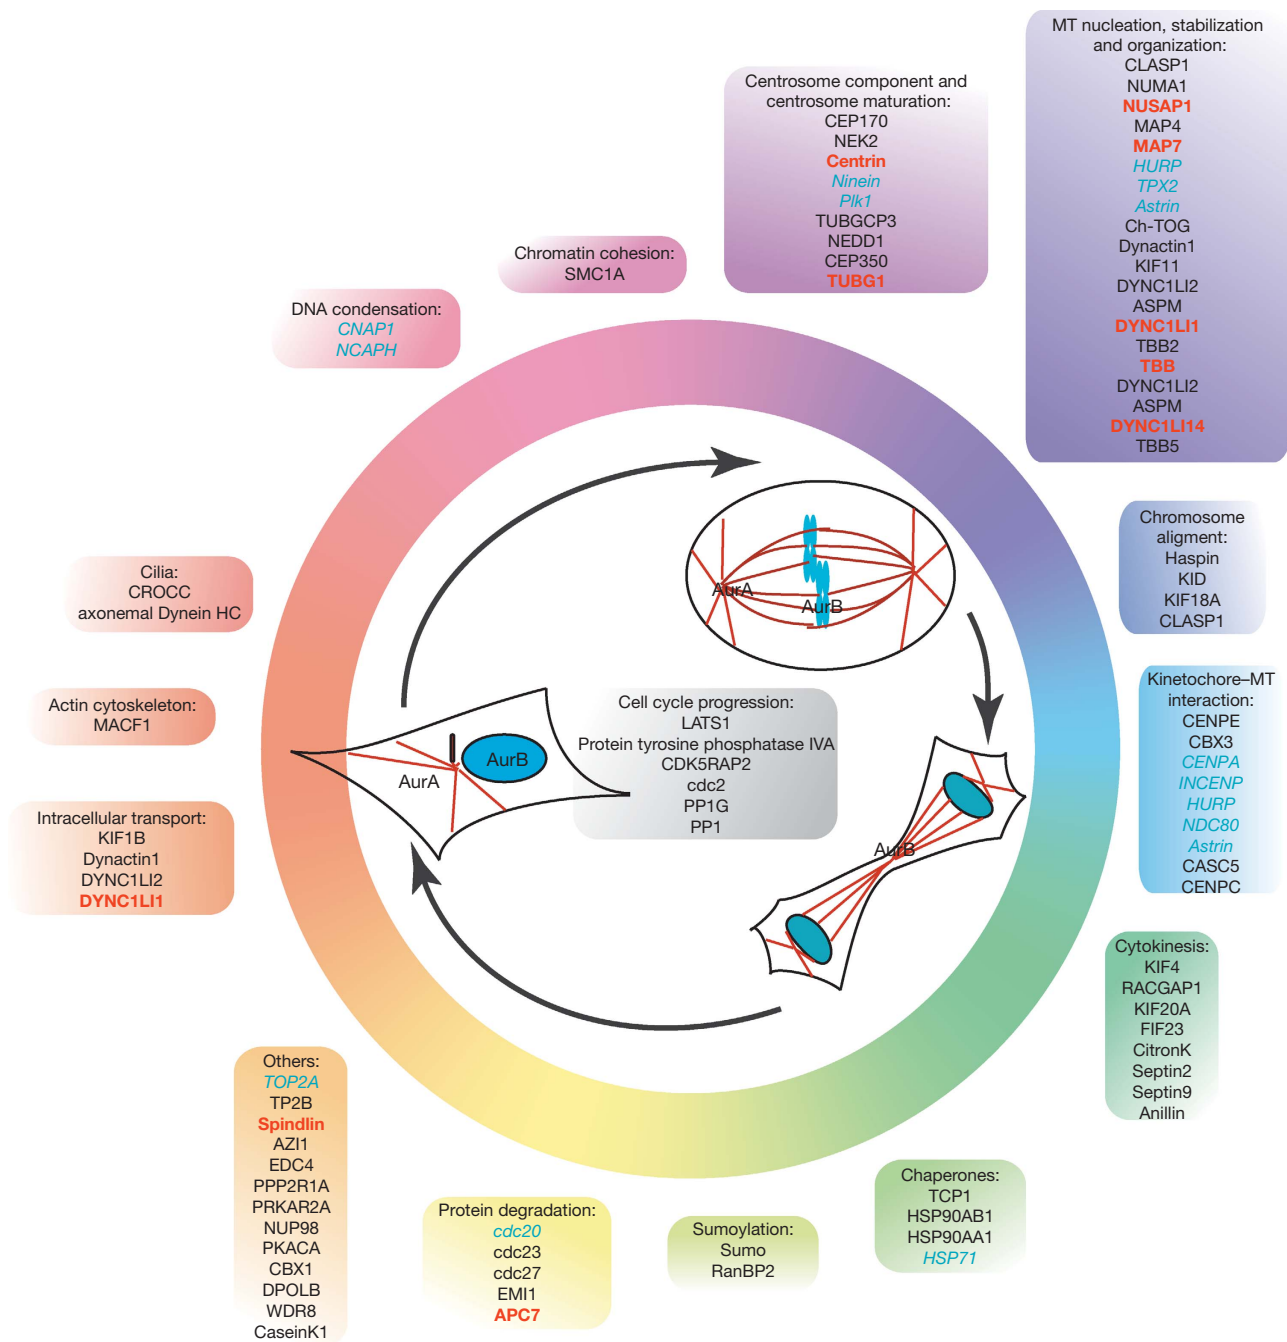 MT nucleation, stabilization
and organization:
CLASP1
NUMA1
NUSAP1
MAP4
MAP7
HURP
TPX2
Astrin
Ch-TOG
Dynactin1
KIF11
DYNC1LI2
ASPM
DYNC1LI1
TBB2
TBB
DYNC1LI2
ASPM
DYNC1LI14
TBB5
Centrosome component and
centrosome maturation:
CEP170
NEK2
Centrin
Ninein
Plk1
TUBGCP3
NEDD1
CEP350
TUBG1
Chromatin cohesion:
SMC1A
DNA condensation:
CNAP1
NCAPH
Chromosome
aligment:
Haspin
KID
KIF18A
CLASP1
Cilia:
CROCC
axonemal Dynein HC
AurA
AurB
Actin cytoskeleton:
MACF1
Cell cycle progression:
LATS1
Protein tyrosine phosphatase IVA
CDK5RAP2
cdc2
PP1G
PP1
AurB
AurA
Kinetochore–MT
interaction:
CENPE
CBX3
CENPA
INCENP
HURP
NDC80
Astrin
CASC5
CENPC
AurB
Intracellular transport:
KIF1B
Dynactin1
DYNC1LI2
DYNC1LI1
Cytokinesis:
KIF4
RACGAP1
KIF20A
FIF23
CitronK
Septin2
Septin9
Anillin
Others:
TOP2A
TP2B
Spindlin
AZI1
EDC4
PPP2R1A
PRKAR2A
NUP98
PKACA
CBX1
DPOLB
WDR8
CaseinK1
Protein degradation:
cdc20
cdc23
cdc27
EMI1
APC7
Sumoylation:
Sumo
RanBP2
Chaperones:
TCP1
HSP90AB1
HSP90AA1
HSP71